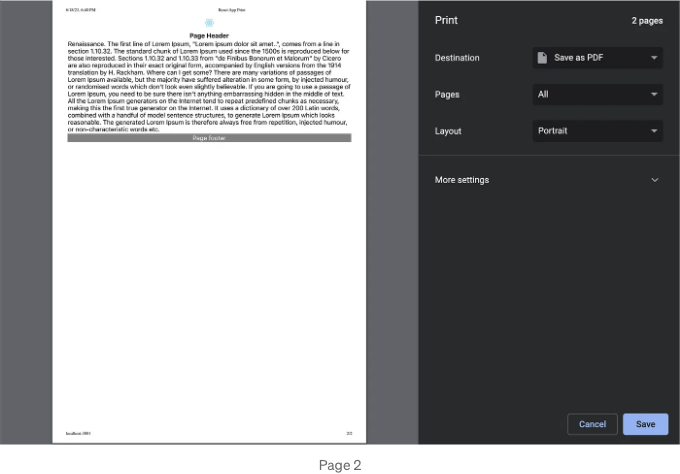 React App Print
Page Header
Renaissance. The first line of Lorem Ipsum, "Lorem ipsum dolor sit amet..", comes from a line in
section 1.10.32. The standard chunk of Lorem Ipsum used since the 1500s is reproduced below for
those interested. Sections 1.10.32 and 1.10.33 from "de Finibus Bonorum et Malorum" by Cicero
are also reproduced in their exact original form, accompanied by English versions from the 1914
translation by H. Rackham. Where can I get some? There are many variations of passages of
Lorem Ipsum available, but the majority have suffered alteration in some form, by injected humour,
or randomised words which don't look even slightly believable. If you are going to use a passage of
Lorem Ipsum, you need to be sure there isn't anything embarrassing hidden in the middle of text.
All the Lorem Ipsum generators on the Internet tend to repeat predefined chunks as necessary,
making this the first true generator on the Internet. It uses a dictionary of over 200 Latin words,
combined with a handful of model sentence structures, to generate Lorem Ipsum which looks
reasonable. The generated Lorem Ipsum is therefore always free from repetition, injected humour,
or non-characteristic words etc.
Page footer
2/2
Print
2 pages
Destination
Save as PDF
Pages
All
Layout
Portrait
More settings
Cancel
Save
Page 2